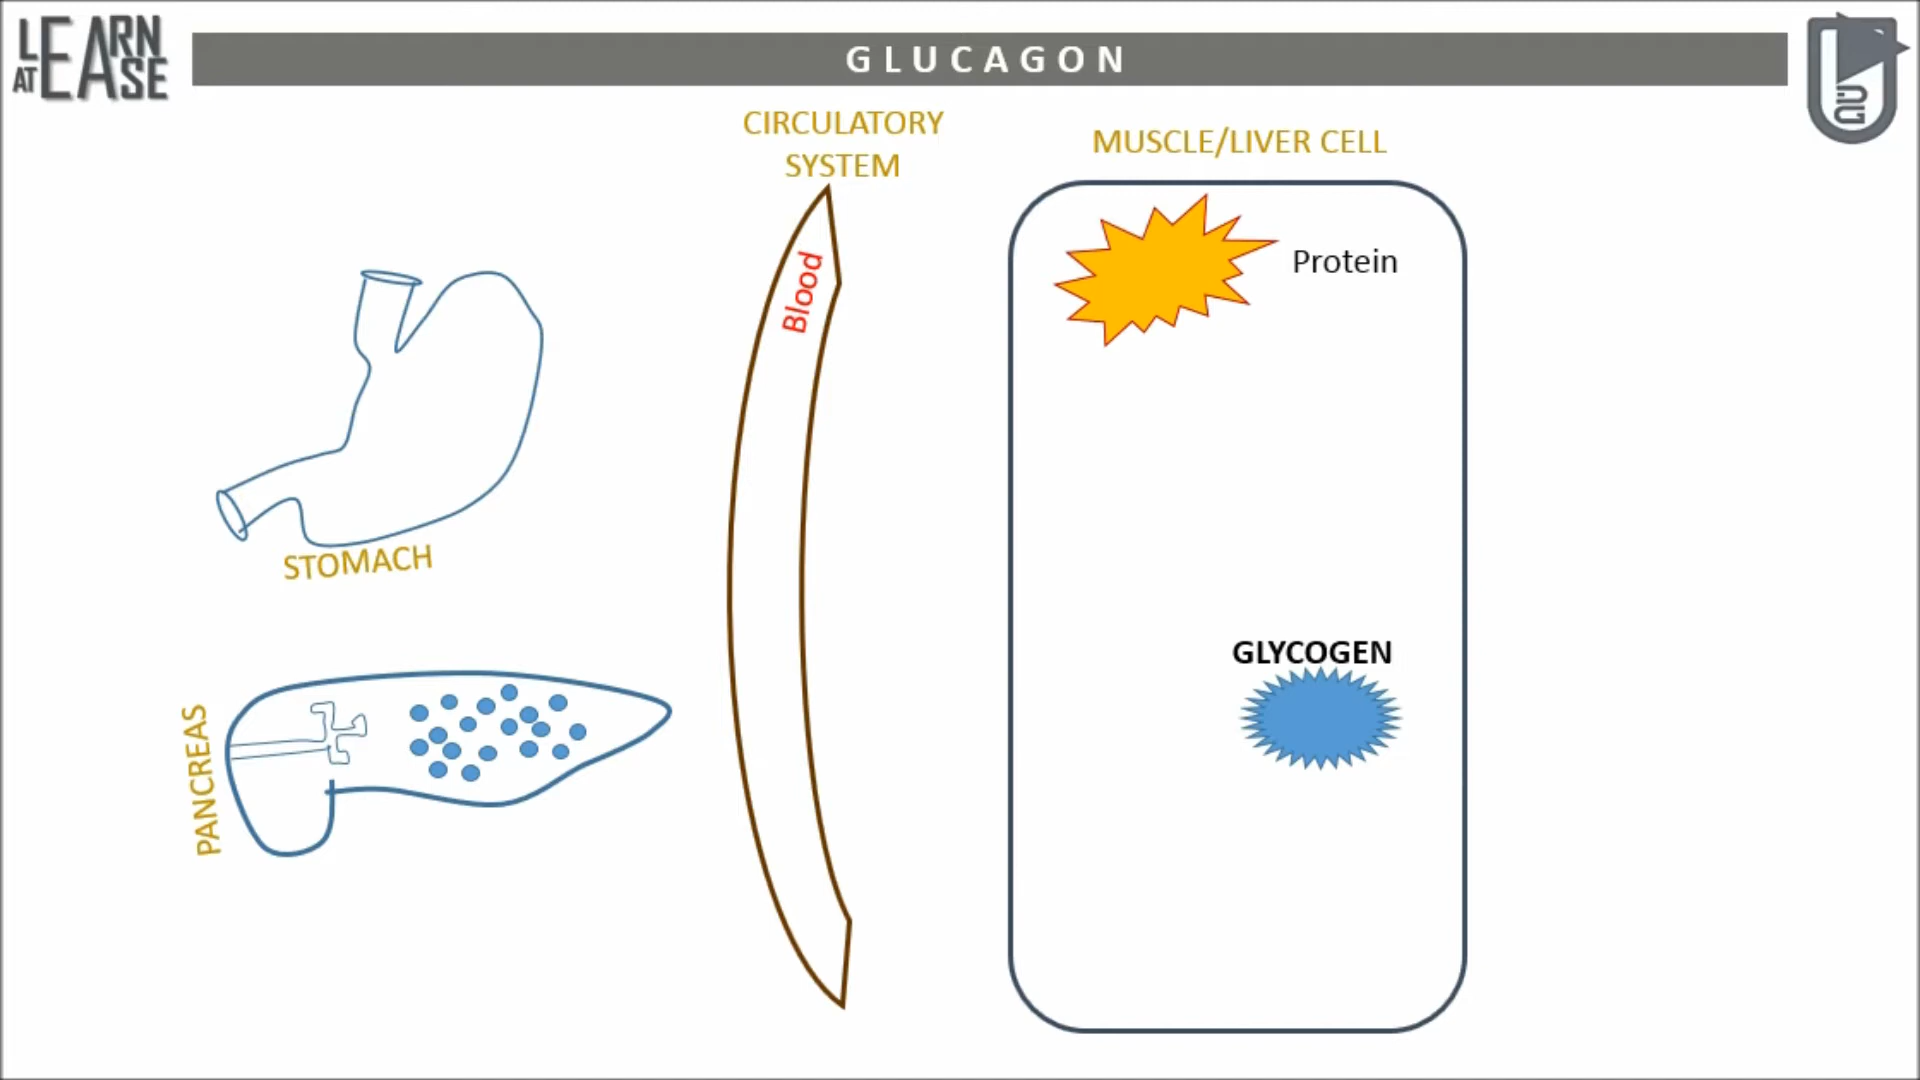 LEARN
AT EASE
GLUCAGON
CIRCULATORY
SYSTEM
MUSCLE/LIVER CELL
Blood
Protein
STOMACH
GLYCOGEN
PANCREAS